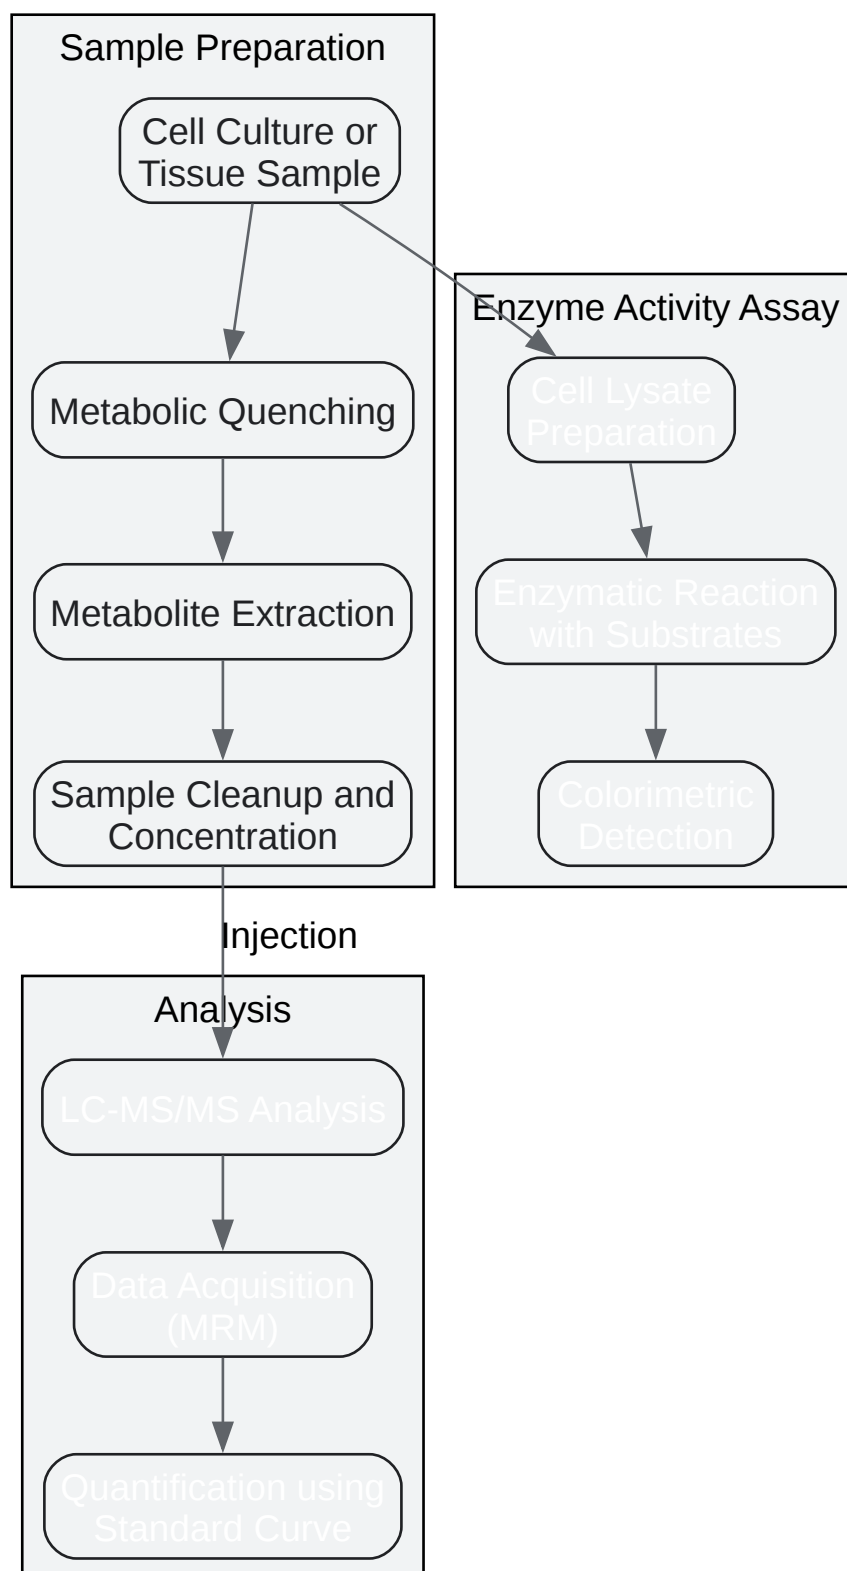 Sample Preparation
Cell Culture or
Tissue Sample
Metabolic Quenching
Metabolite Extraction
Sample Cleanup and
Concentration
Enzyme Activity Assay
Cell Lysate
Preparation
Enzymatic Reaction
with Substrates
Colorimetric
Detection
Injection
Analysis
LC-MS/MS Analysis
Data Acquisition
(MRM)
Quantification using
Standard Curve